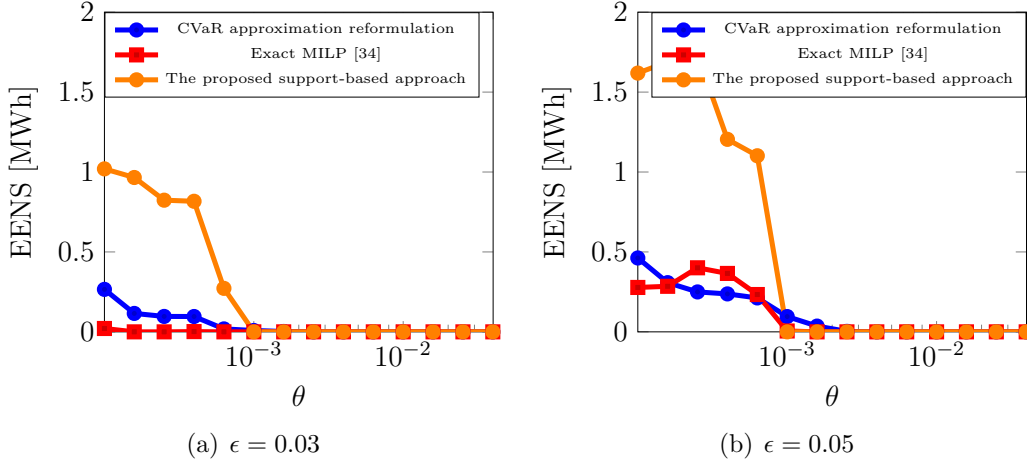 2
1.5
1
0.5
0
EENS [MWh]
CVaR approximation reformulation
Exact MILP [34]
The proposed support-based approach
10^{-3}
10^{-2}
θ
(a) ϵ = 0.03
2
1.5
1
0.5
0
EENS [MWh]
CVaR approximation reformulation
Exact MILP [34]
The proposed support-based approach
10^{-3}
10^{-2}
θ
(b) ϵ = 0.05